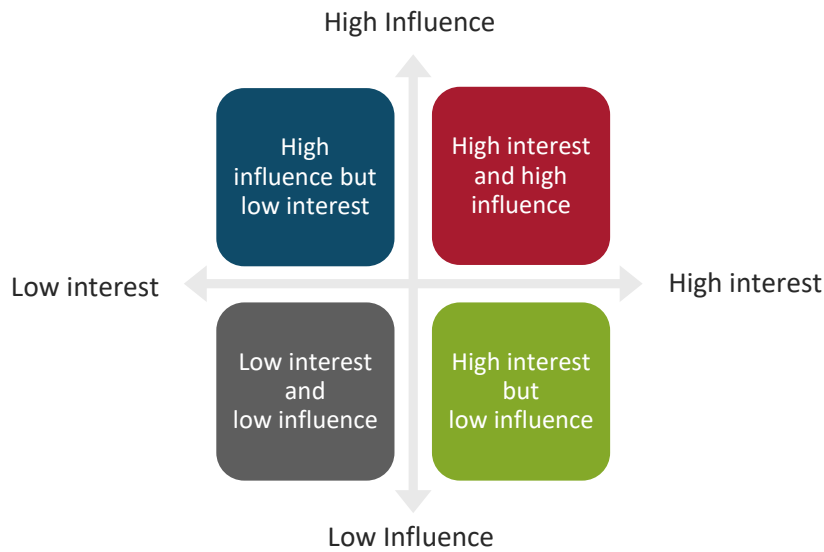 High Influence
High
influence but
low interest
High interest
and high
influence
Low interest
High interest
Low interest
and
low influence
High interest
but
low influence
Low Influence